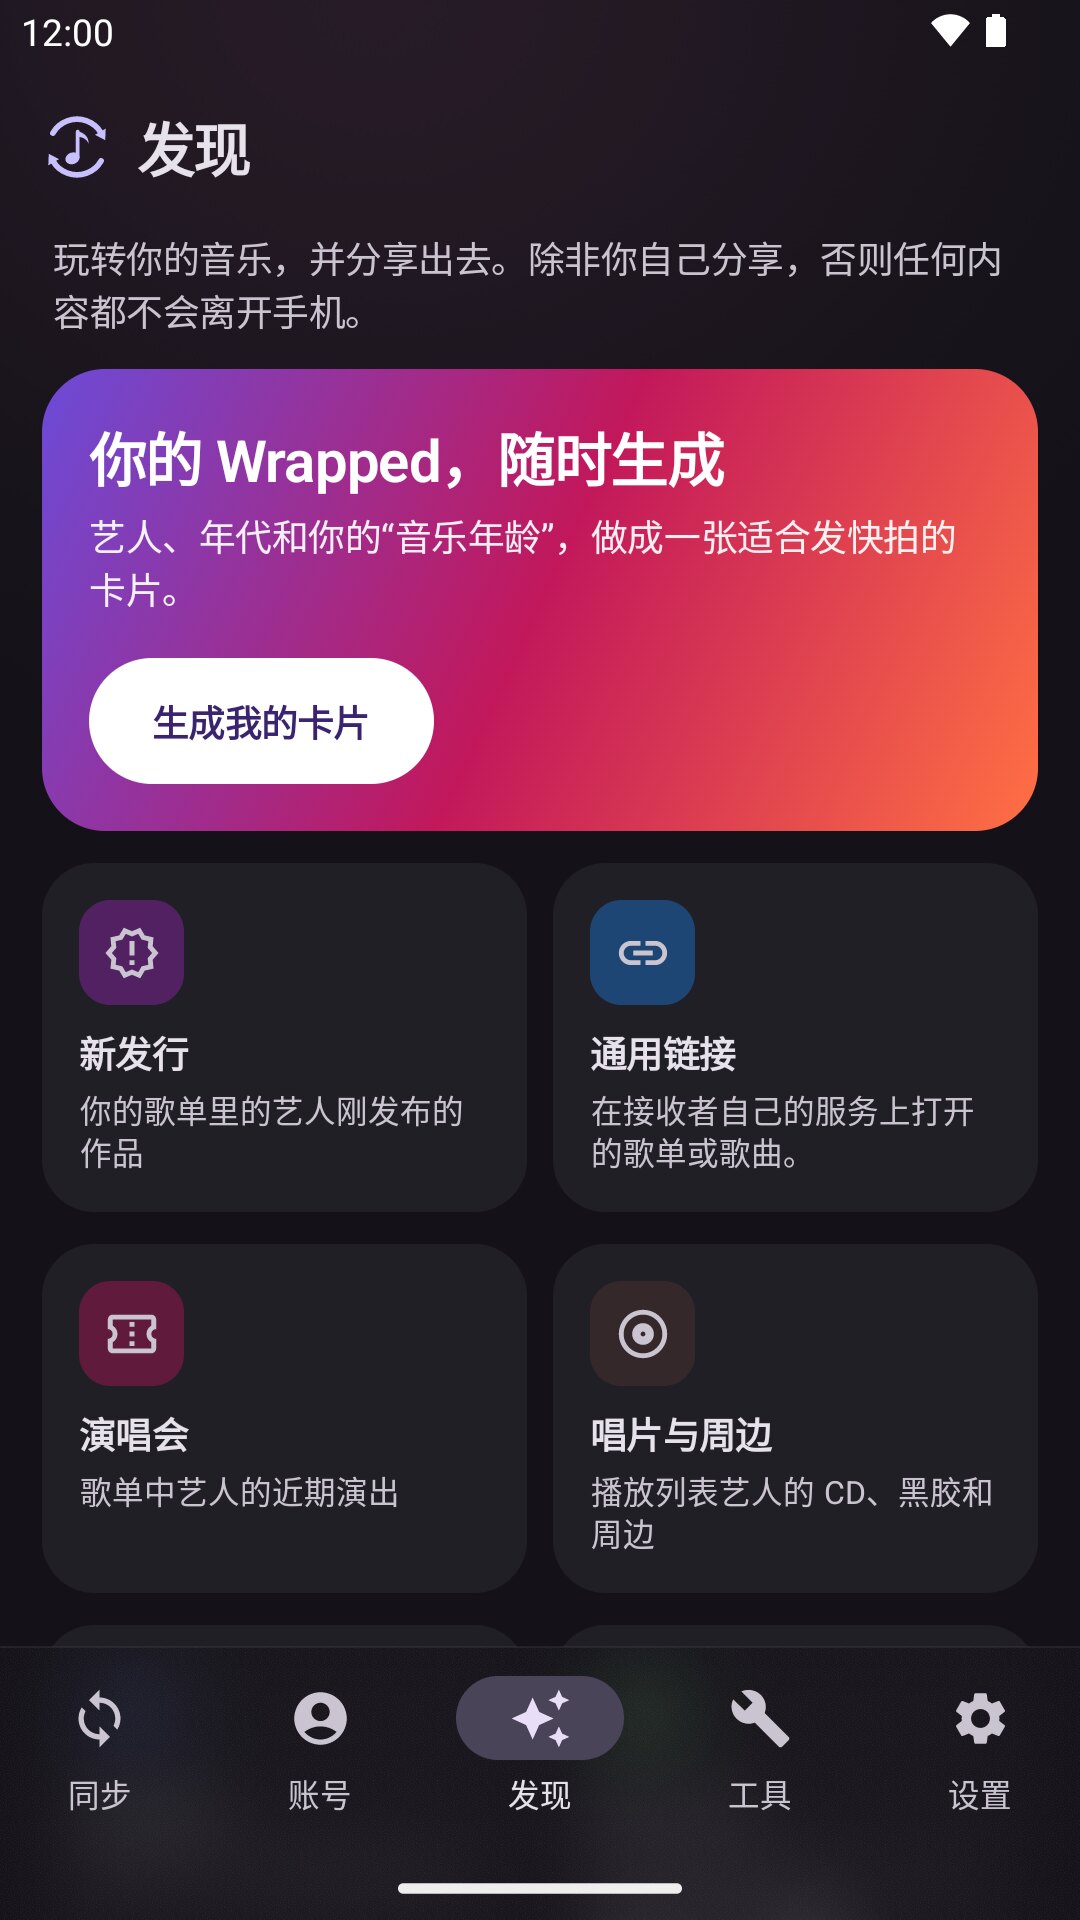 12:00
发现
玩转你的音乐，并分享出去。除非你自己分享，否则任何内
容都不会离开手机。
你的 Wrapped，随时生成
艺人、年代和你的“音乐年龄”，做成一张适合发快拍的
卡片。
生成我的卡片
新发行
你的歌单里的艺人刚发布的
作品
通用链接
在接收者自己的服务上打开
的歌单或歌曲。
演唱会
歌单中艺人的近期演出
唱片与周边
播放列表艺人的 CD、黑胶和
周边
同步
账号
发现
工具
设置